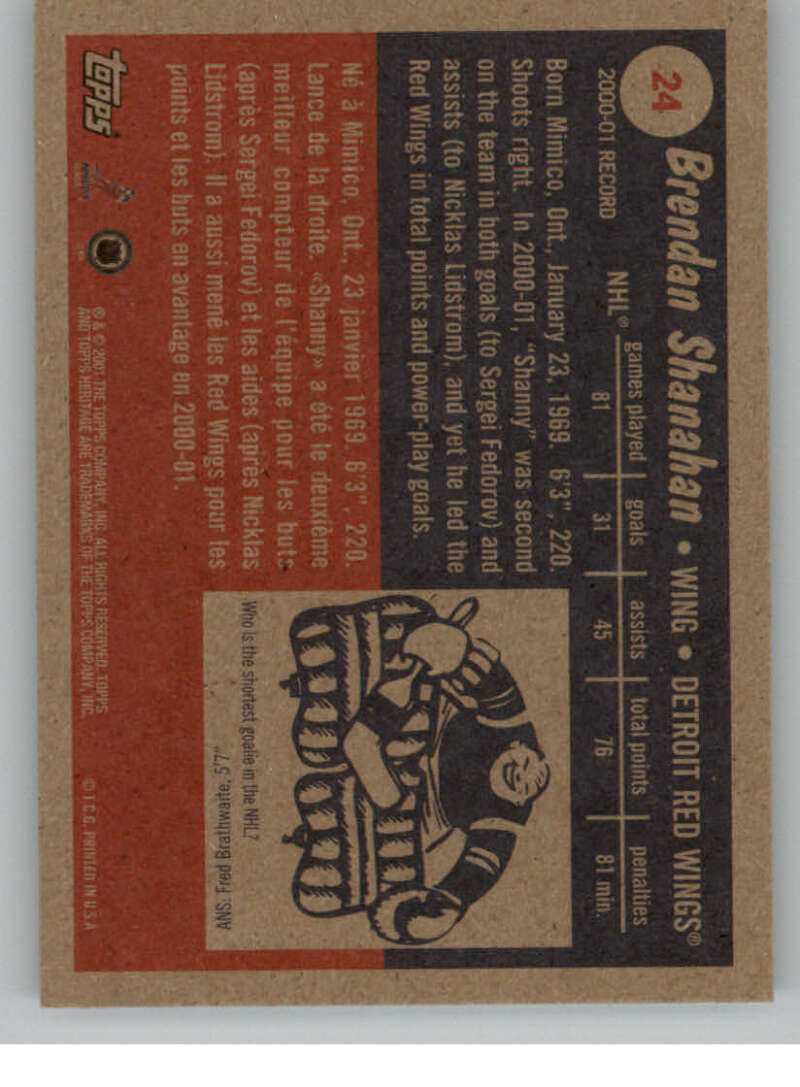 24 Brendan Shanahan • WING • DETROIT RED WINGS®
2000-01 RECORD
games played goals assists total points penalties
NHL® 81 31 45 76 81 min.
Born Mimico, Ont., January 23, 1969. 6'3", 220.
Shoots right. In 2000-01, "Shanny" was second
on the team in both goals (to Sergei Fedorov) and
assists (to Nicklas Lidstrom), and yet he led the
Red Wings in total points and power-play goals.
Né à Mimico, Ont., 23 janvier 1969. 6'3", 220.
Lance de la droite. «Shanny» a été le deuxième
meilleur compteur de l'équipe pour les buts
(après Sergei Fedorov) et les aides (après Nicklas
Lidstrom). Il a aussi mené les Red Wings pour les
points et les buts en avantage en 2000-01.
Who is the shortest goalie in the NHL?
ANS: Fred Brathwaite, 5'7"
topps
® & © 2001 THE TOPPS COMPANY, INC. ALL RIGHTS RESERVED. TOPPS
AND TOPPS HERITAGE ARE TRADEMARKS OF THE TOPPS COMPANY, INC.
© T.C.G. PRINTED IN U.S.A